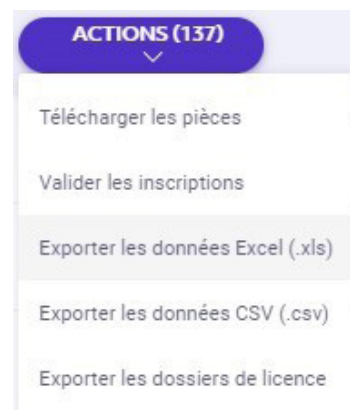 ACTIONS (137)
Télécharger les pièces
Valider les inscriptions
Exporter les données Excel (.xls)
Exporter les données CSV (.csv)
Exporter les dossiers de licence